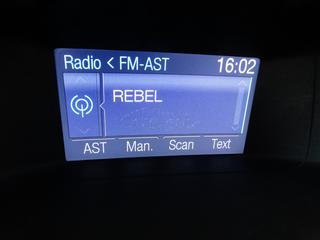 Radio < FM-AST 16:02
REBEL
AST Man. Scan Text